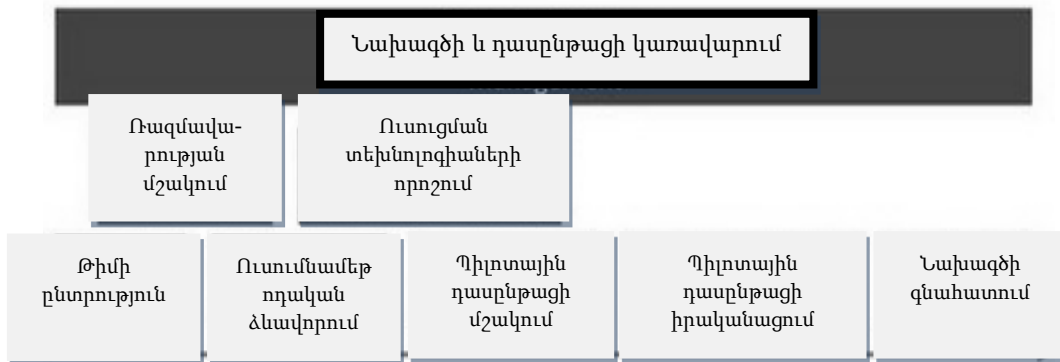 Նախագծի և դասընթացի կառավարում
Ռազմավա-
րության
մշակում
Ուսուցման
տեխնոլոգիաների
որոշում
Թիմի
ընտրություն
Ուսումնամեթ
ոդական
ձևավորում
Պիլոտային
դասընթացի
մշակում
Պիլոտային
դասընթացի
իրականացում
Նախագծի
գնահատում